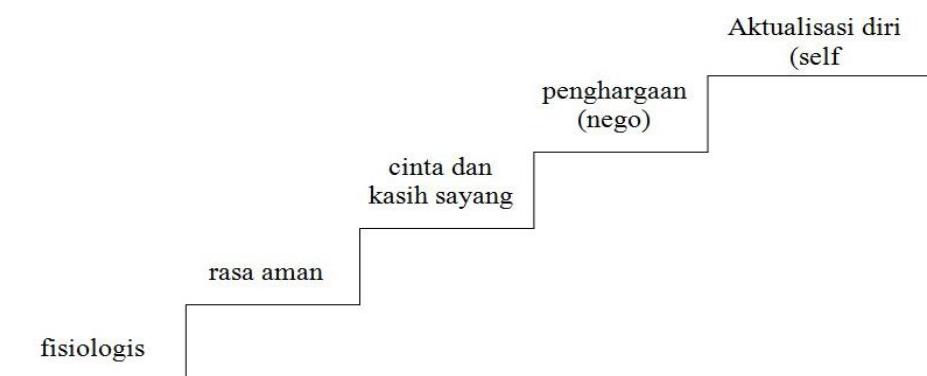 Aktualisasi diri
(self
penghargaan
(nego)
cinta dan
kasih sayang
rasa aman
fisiologis